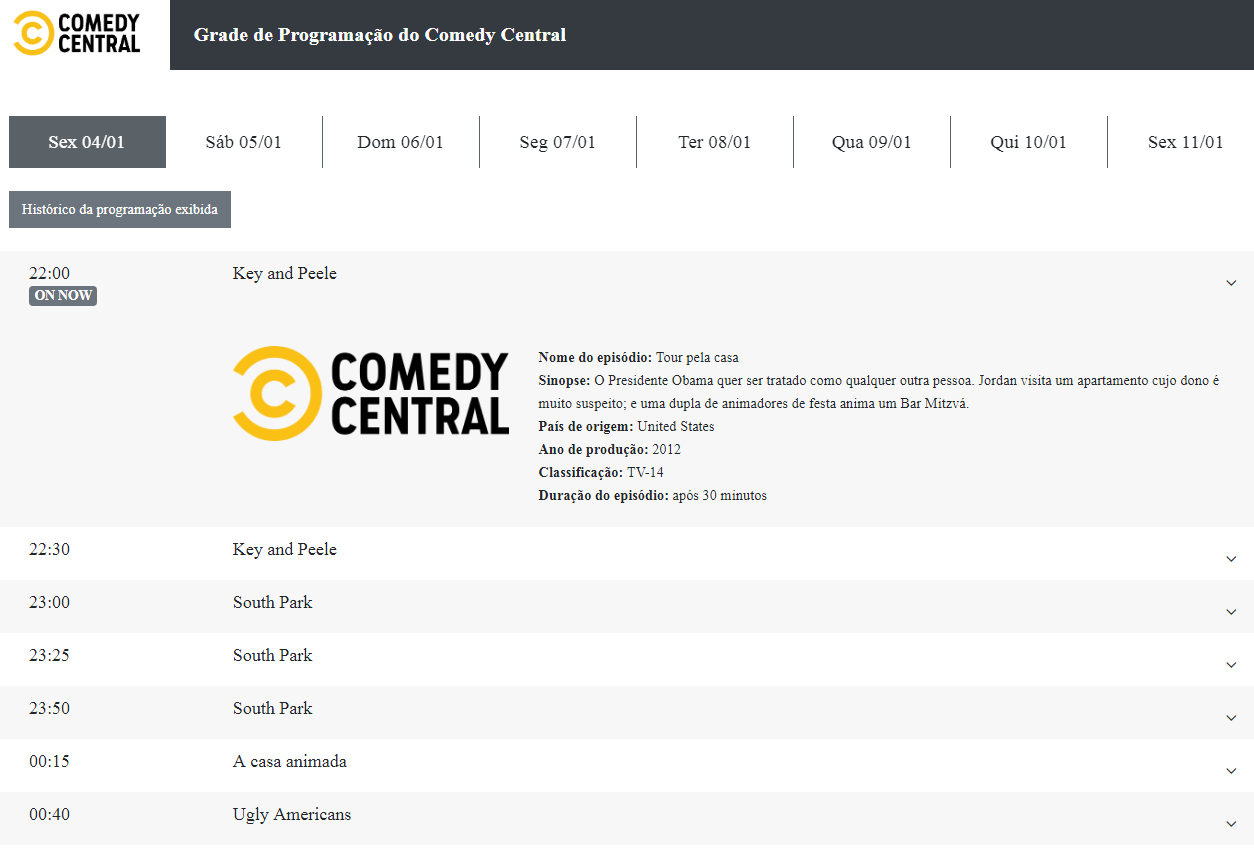 COMEDY
CENTRAL
Grade de Programação do Comedy Central
Sex 04/01
Sáb 05/01
Dom 06/01
Seg 07/01
Ter 08/01
Qua 09/01
Qui 10/01
Sex 11/01
Histórico da programação exibida
22:00
Key and Peele
ON NOW
COMEDY
CENTRAL
Nome do episódio: Tour pela casa
Sinopse: O Presidente Obama quer ser tratado como qualquer outra pessoa. Jordan visita um apartamento cujo dono é
muito suspeito; e uma dupla de animadores de festa anima um Bar Mitzvá.
País de origem: United States
Ano de produção: 2012
Classificação: TV-14
Duração do episódio: após 30 minutos
22:30
Key and Peele
23:00
South Park
23:25
South Park
23:50
South Park
00:15
A casa animada
00:40
Ugly Americans